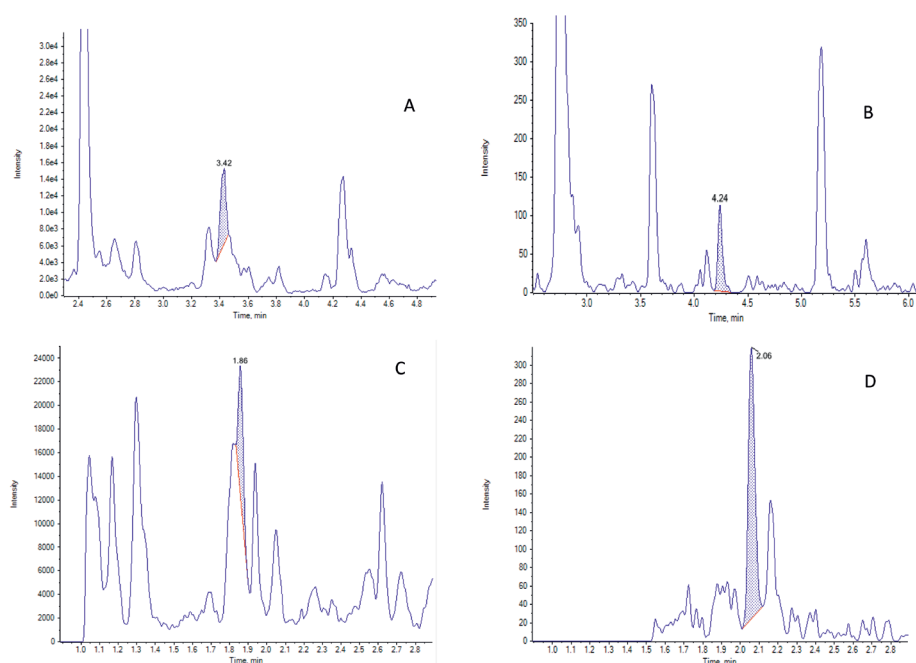 A
3.42
Intensity
3.0e4
2.8e4
2.6e4
2.4e4
2.2e4
2.0e4
1.8e4
1.6e4
1.4e4
1.2e4
1.0e4
8.0e3
6.0e3
4.0e3
2.0e3
0.0e0
2.4 2.6 2.8 3.0 3.2 3.4 3.6 3.8 4.0 4.2 4.4 4.6 4.8
Time, min
B
4.24
Intensity
350
300
250
200
150
100
50
0
3.0 3.5 4.0 4.5 5.0 5.5 6.0
Time, min
C
1.86
Intensity
24000
22000
20000
18000
16000
14000
12000
10000
8000
6000
4000
2000
0
1.0 1.1 1.2 1.3 1.4 1.5 1.6 1.7 1.8 1.9 2.0 2.1 2.2 2.3 2.4 2.5 2.6 2.7 2.8
Time, min
D
2.06
Intensity
300
280
260
240
220
200
180
160
140
120
100
80
60
40
20
0
1.0 1.1 1.2 1.3 1.4 1.5 1.6 1.7 1.8 1.9 2.0 2.1 2.2 2.3 2.4 2.5 2.6 2.7 2.8
Time, min